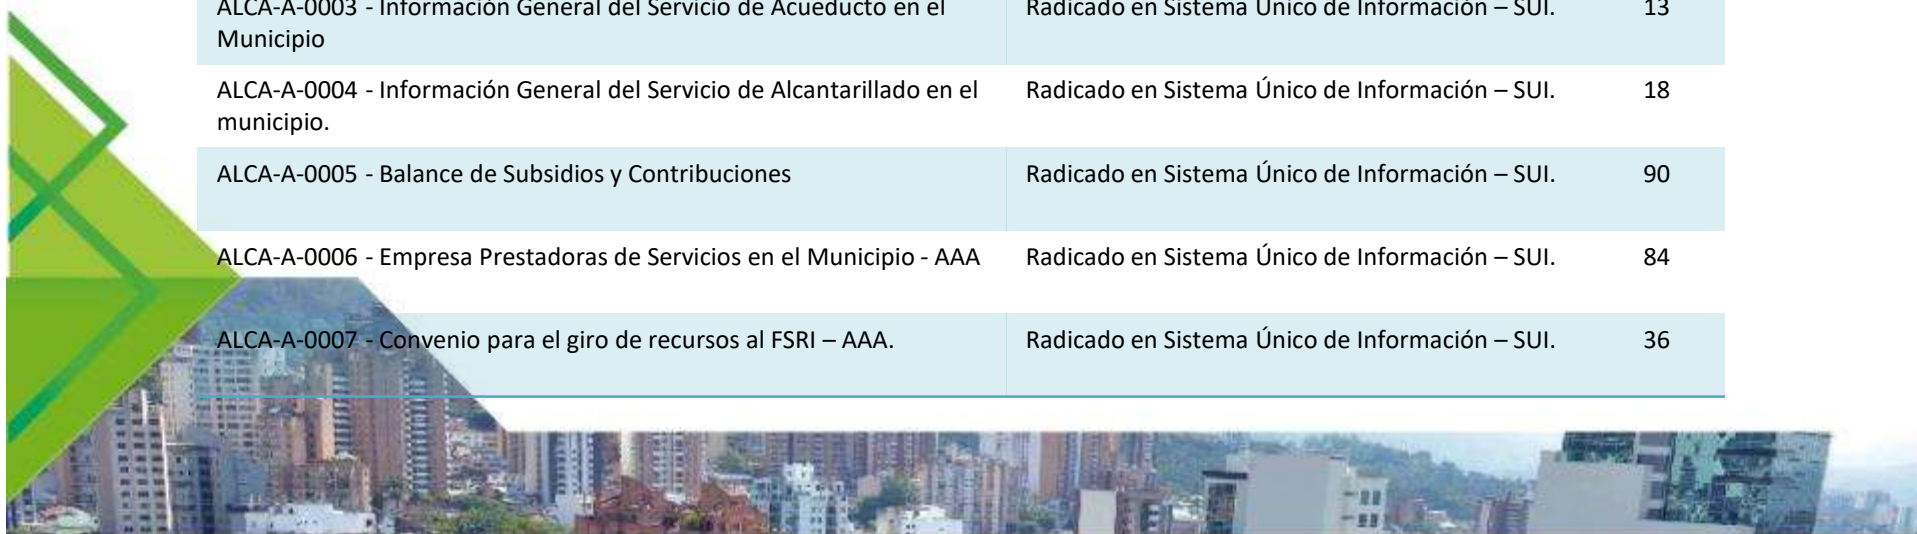 ALCA-A-0003 - Información General del Servicio de Acueducto en el Radicado en Sistema Único de Información – SUI. 13
Municipio
ALCA-A-0004 - Información General del Servicio de Alcantarillado en el Radicado en Sistema Único de Información – SUI. 18
municipio.
ALCA-A-0005 - Balance de Subsidios y Contribuciones Radicado en Sistema Único de Información – SUI. 90
ALCA-A-0006 - Empresa Prestadoras de Servicios en el Municipio - AAA Radicado en Sistema Único de Información – SUI. 84
ALCA-A-0007 - Convenio para el giro de recursos al FSRI – AAA. Radicado en Sistema Único de Información – SUI. 36